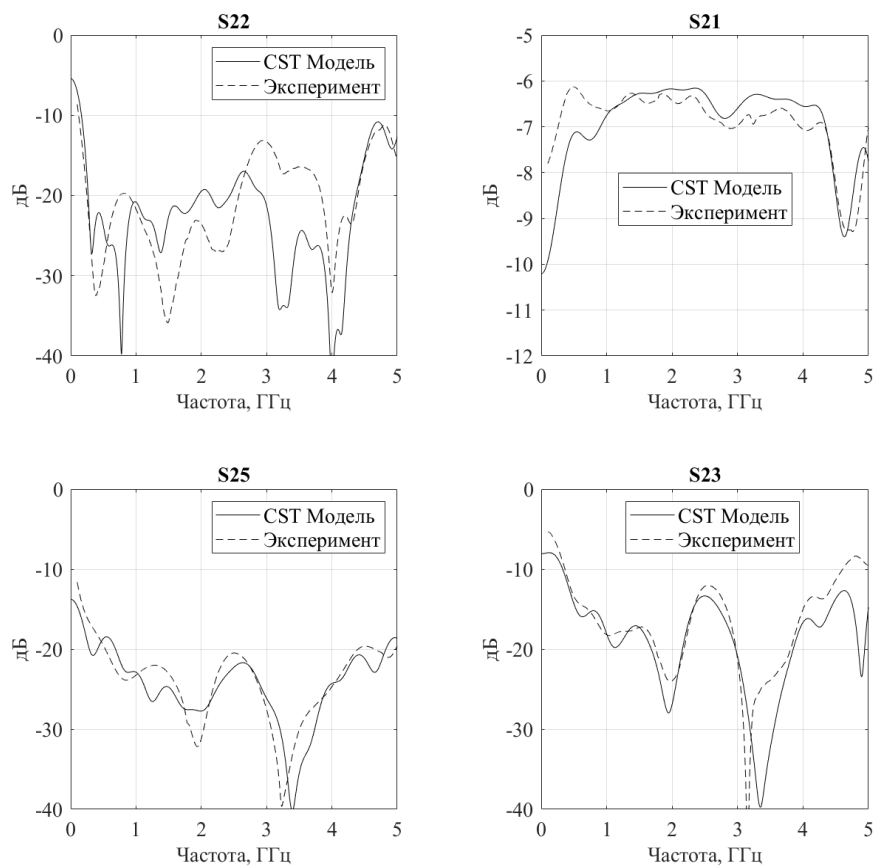 S22
0
-10
-20
-30
-40
дБ
0 1 2 3 4 5
Частота, ГГц
CST Модель
Эксперимент
S21
-5
-6
-7
-8
-9
-10
-11
-12
дБ
0 1 2 3 4 5
Частота, ГГц
CST Модель
Эксперимент
S25
0
-10
-20
-30
-40
дБ
0 1 2 3 4 5
Частота, ГГц
CST Модель
Эксперимент
S23
0
-10
-20
-30
-40
дБ
0 1 2 3 4 5
Частота, ГГц
CST Модель
Эксперимент